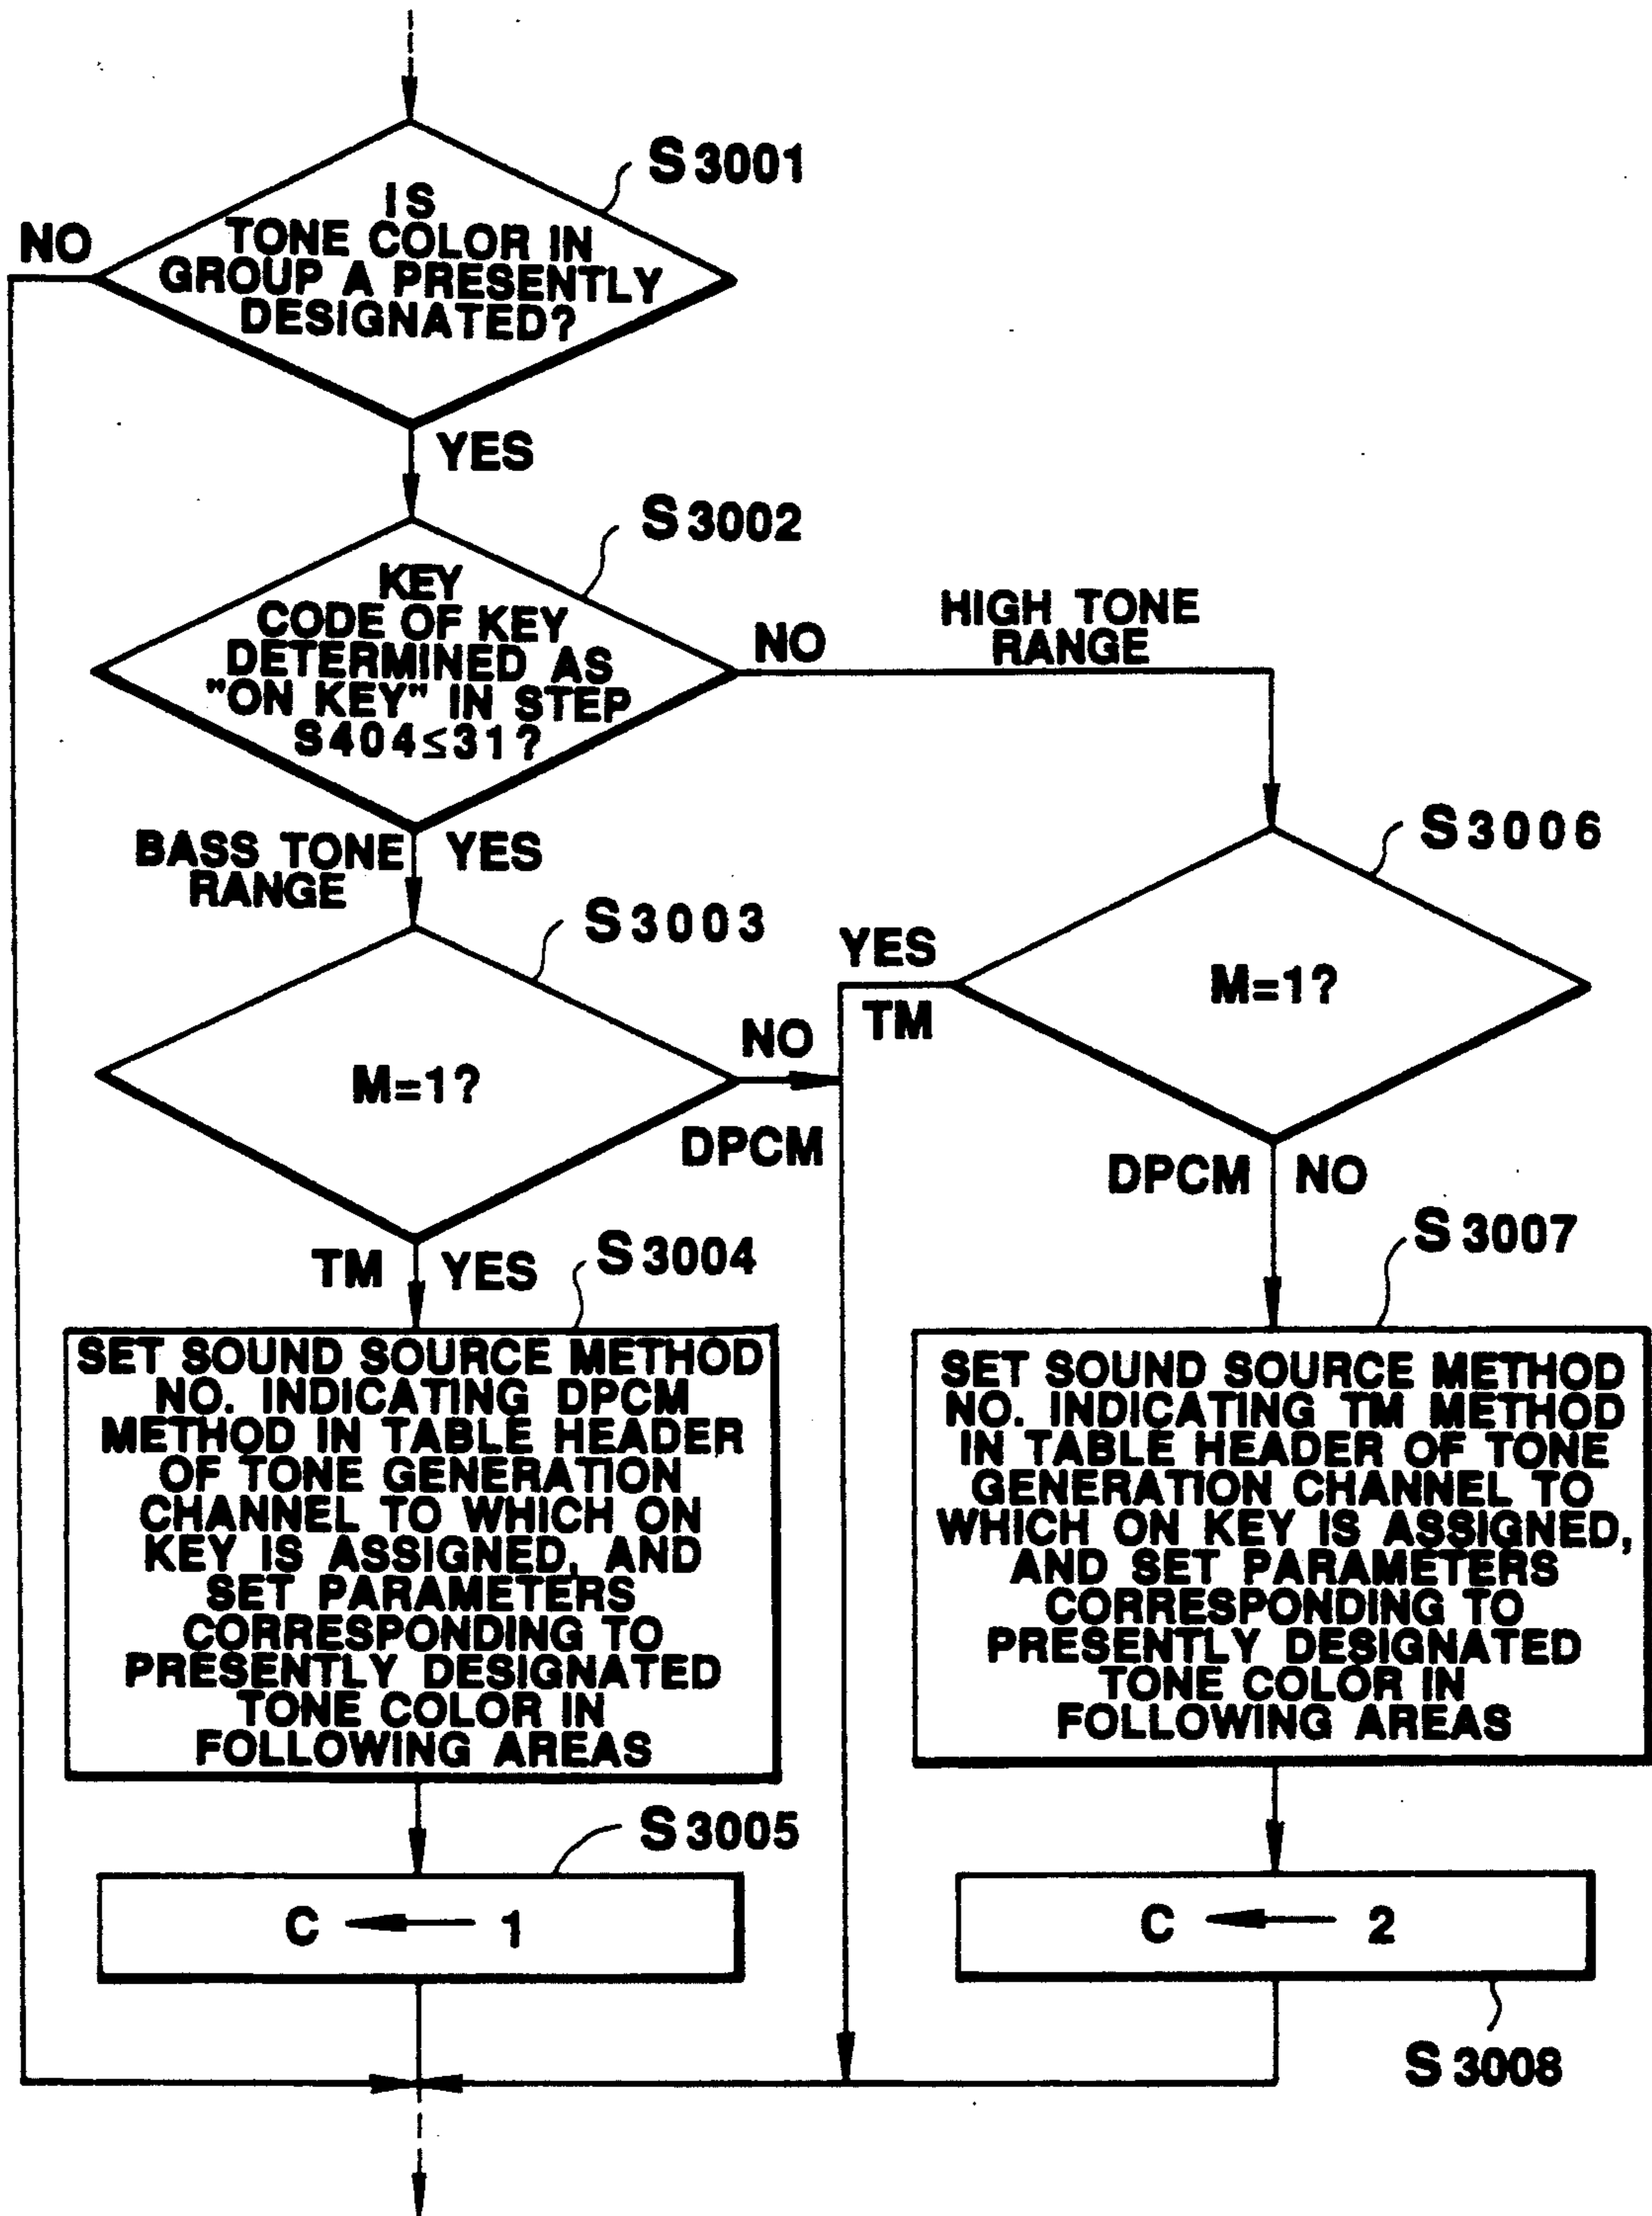 S3001
IS
TONE COLOR IN
GROUP A PRESENTLY
DESIGNATED?
NO
YES
S3002
KEY
CODE OF KEY
DETERMINED AS
"ON KEY" IN STEP
S404≤31?
NO
HIGH TONE
RANGE
BASS TONE
RANGE
YES
S3003
M=1?
NO
DPCM
S3006
YES
TM
M=1?
DPCM
NO
TM
YES
S3004
SET SOUND SOURCE METHOD
NO. INDICATING DPCM
METHOD IN TABLE HEADER
OF TONE GENERATION
CHANNEL TO WHICH ON
KEY IS ASSIGNED, AND
SET PARAMETERS
CORRESPONDING TO
PRESENTLY DESIGNATED
TONE COLOR IN
FOLLOWING AREAS
S3007
SET SOUND SOURCE METHOD
NO. INDICATING TM METHOD
IN TABLE HEADER OF TONE
GENERATION CHANNEL TO
WHICH ON KEY IS ASSIGNED,
AND SET PARAMETERS
CORRESPONDING TO
PRESENTLY DESIGNATED
TONE COLOR IN
FOLLOWING AREAS
S3005
C ← 1
C ← 2
S3008